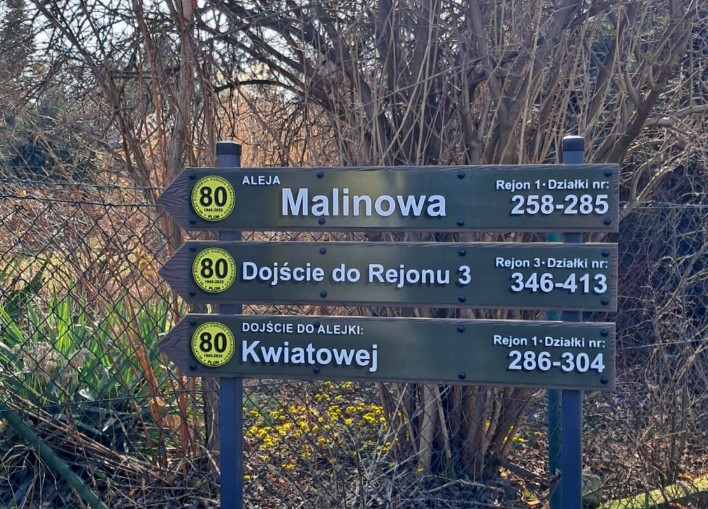 80
ALEJA
Malinowa
Rejon 1 · Działki nr:
258-285
80
Dojście do Rejonu 3
Rejon 3 · Działki nr:
346-413
80
DOJŚCIE DO ALEJKI:
Kwiatowej
Rejon 1 · Działki nr:
286-304